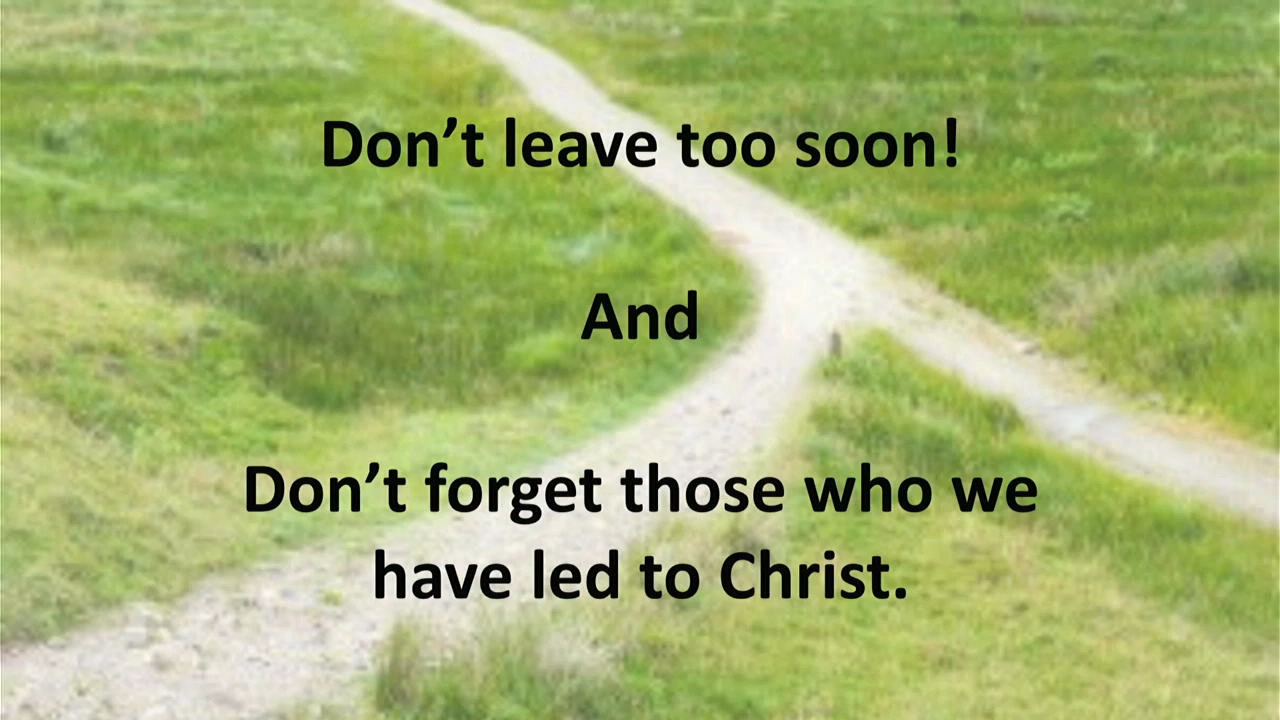 Don’t leave too soon!
And
Don’t forget those who we
have led to Christ.